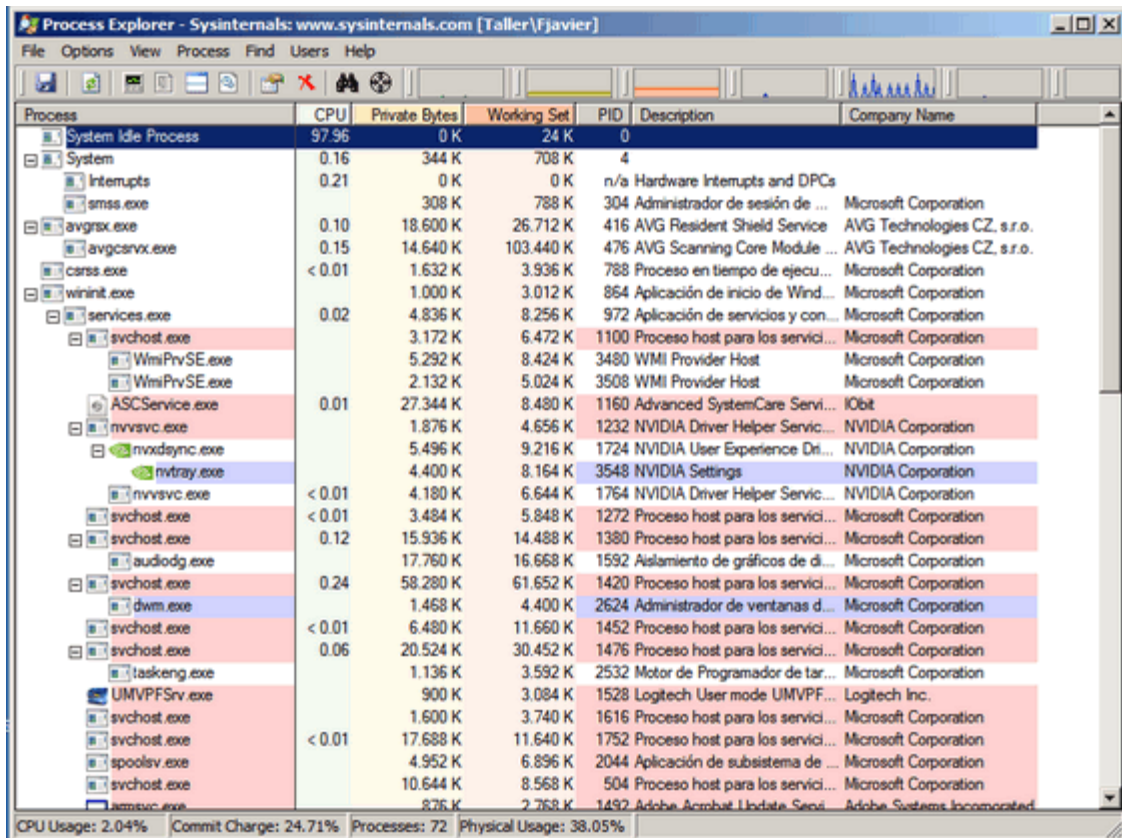 Process Explorer - Sysinternals: www.sysinternals.com [Taller\Fjavier]
File Options View Process Find Users Help
Process CPU Private Bytes Working Set PID Description Company Name
System Idle Process 97.96 0 K 24 K 0
System 0.16 344 K 708 K 4
Interrupts 0.21 0 K 0 K n/a Hardware Interrupts and DPCs
smss.exe 308 K 788 K 304 Administrador de sesión de ... Microsoft Corporation
avgrsx.exe 0.10 18.600 K 26.712 K 416 AVG Resident Shield Service AVG Technologies CZ, s.r.o.
avgcsrvx.exe 0.15 14.640 K 103.440 K 476 AVG Scanning Core Module ... AVG Technologies CZ, s.r.o.
csrss.exe < 0.01 1.632 K 3.936 K 788 Proceso en tiempo de ejecu... Microsoft Corporation
wininit.exe 1.000 K 3.012 K 864 Aplicación de inicio de Wind... Microsoft Corporation
services.exe 0.02 4.836 K 8.256 K 972 Aplicación de servicios y con... Microsoft Corporation
svchost.exe 3.172 K 6.472 K 1100 Proceso host para los servici... Microsoft Corporation
WmiPrvSE.exe 5.292 K 8.424 K 3480 WMI Provider Host Microsoft Corporation
WmiPrvSE.exe 2.132 K 5.024 K 3508 WMI Provider Host Microsoft Corporation
ASCService.exe 0.01 27.344 K 8.480 K 1160 Advanced SystemCare Servi... IObit
nvvsvc.exe 1.876 K 4.656 K 1232 NVIDIA Driver Helper Servic... NVIDIA Corporation
nvxdsync.exe 5.496 K 9.216 K 1724 NVIDIA User Experience Dri... NVIDIA Corporation
nvtray.exe 4.400 K 8.164 K 3548 NVIDIA Settings NVIDIA Corporation
nvvsvc.exe < 0.01 4.180 K 6.644 K 1764 NVIDIA Driver Helper Servic... NVIDIA Corporation
svchost.exe < 0.01 3.484 K 5.848 K 1272 Proceso host para los servici... Microsoft Corporation
svchost.exe 0.12 15.936 K 14.488 K 1380 Proceso host para los servici... Microsoft Corporation
audiodg.exe 17.760 K 16.668 K 1592 Aislamiento de gráficos de di... Microsoft Corporation
svchost.exe 0.24 58.280 K 61.652 K 1420 Proceso host para los servici... Microsoft Corporation
dwm.exe 1.468 K 4.400 K 2624 Administrador de ventanas d... Microsoft Corporation
svchost.exe < 0.01 6.480 K 11.660 K 1452 Proceso host para los servici... Microsoft Corporation
svchost.exe 0.06 20.524 K 30.452 K 1476 Proceso host para los servici... Microsoft Corporation
taskeng.exe 1.136 K 3.592 K 2532 Motor de Programador de tar... Microsoft Corporation
UMVPFSrv.exe 900 K 3.084 K 1528 Logitech User mode UMVPF... Logitech Inc.
svchost.exe 1.600 K 3.740 K 1616 Proceso host para los servici... Microsoft Corporation
svchost.exe < 0.01 17.688 K 11.640 K 1752 Proceso host para los servici... Microsoft Corporation
spoolsv.exe 4.952 K 6.896 K 2044 Aplicación de subsistema de ... Microsoft Corporation
svchost.exe 10.644 K 8.568 K 504 Proceso host para los servici... Microsoft Corporation
armsvc.exe 876 K 2.768 K 1492 Adobe Acrobat Update Servi... Adobe Systems Incorporated
CPU Usage: 2.04% Commit Charge: 24.71% Processes: 72 Physical Usage: 38.05%